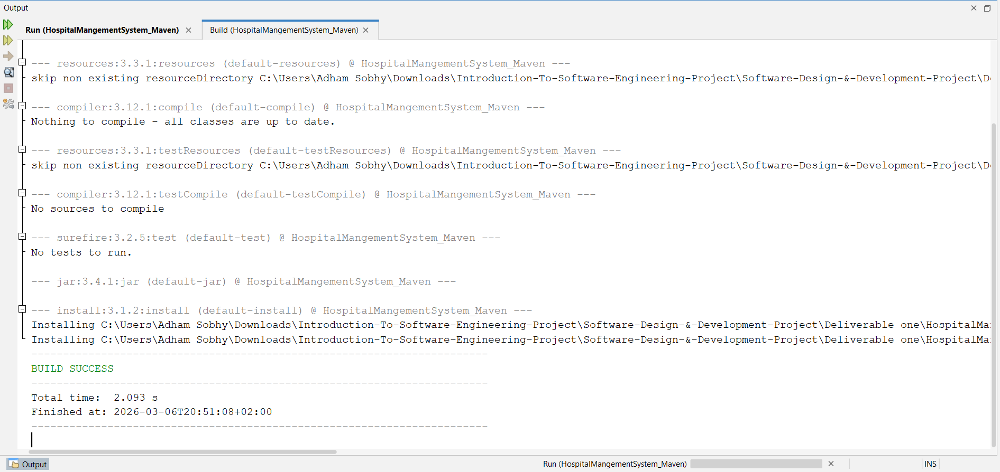 Output
Run (HospitalMangementSystem_Maven)
Build (HospitalMangementSystem_Maven)
--- resources:3.3.1:resources (default-resources) @ HospitalMangementSystem_Maven ---
skip non existing resourceDirectory C:\Users\Adham Sobhy\Downloads\Introduction-To-Software-Engineering-Project\Software-Design-&-Development-Project\De
--- compiler:3.12.1:compile (default-compile) @ HospitalMangementSystem_Maven ---
Nothing to compile - all classes are up to date.
--- resources:3.3.1:testResources (default-testResources) @ HospitalMangementSystem_Maven ---
skip non existing resourceDirectory C:\Users\Adham Sobhy\Downloads\Introduction-To-Software-Engineering-Project\Software-Design-&-Development-Project\De
--- compiler:3.12.1:testCompile (default-testCompile) @ HospitalMangementSystem_Maven ---
No sources to compile
--- surefire:3.2.5:test (default-test) @ HospitalMangementSystem_Maven ---
No tests to run.
--- jar:3.4.1:jar (default-jar) @ HospitalMangementSystem_Maven ---
--- install:3.1.2:install (default-install) @ HospitalMangementSystem_Maven ---
Installing C:\Users\Adham Sobhy\Downloads\Introduction-To-Software-Engineering-Project\Software-Design-&-Development-Project\Deliverable one\HospitalMa
Installing C:\Users\Adham Sobhy\Downloads\Introduction-To-Software-Engineering-Project\Software-Design-&-Development-Project\Deliverable one\HospitalMa
------------------------------------------------------------------------
BUILD SUCCESS
------------------------------------------------------------------------
Total time:  2.093 s
Finished at: 2026-03-06T20:51:08+02:00
------------------------------------------------------------------------
Output
Run (HospitalMangementSystem_Maven)
INS